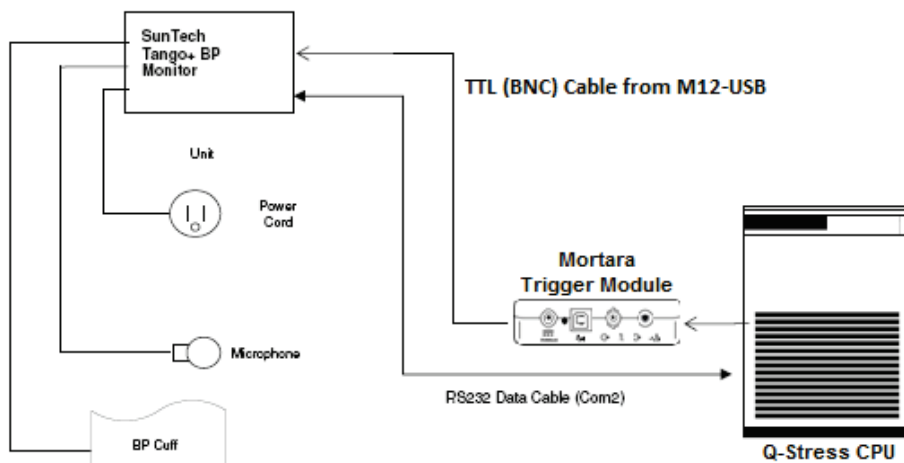 SunTech
Tango+ BP
Monitor
TTL (BNC) Cable from M12-USB
Unit
Power
Cord
Mortara
Trigger Module
Microphone
RS232 Data Cable (Com2)
BP Cuff
Q-Stress CPU